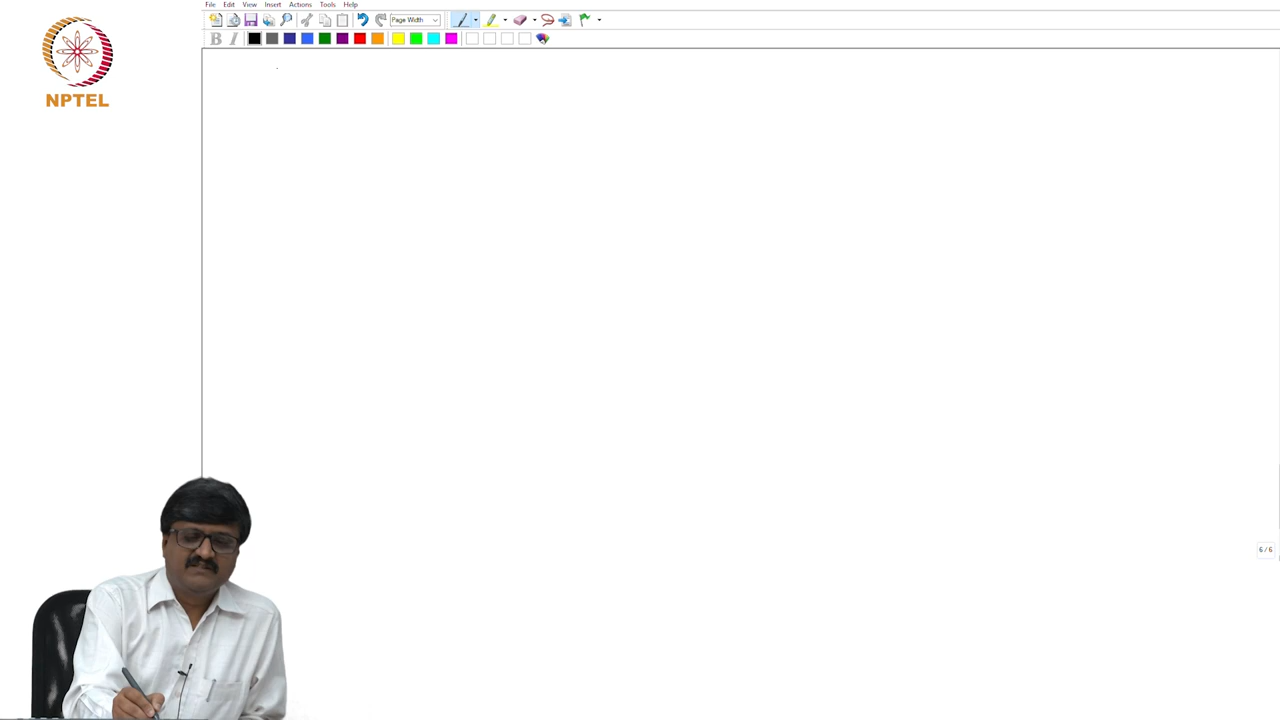 File Edit View Insert Actions Tools Help
Page Width
B I
NPTEL
6 / 6